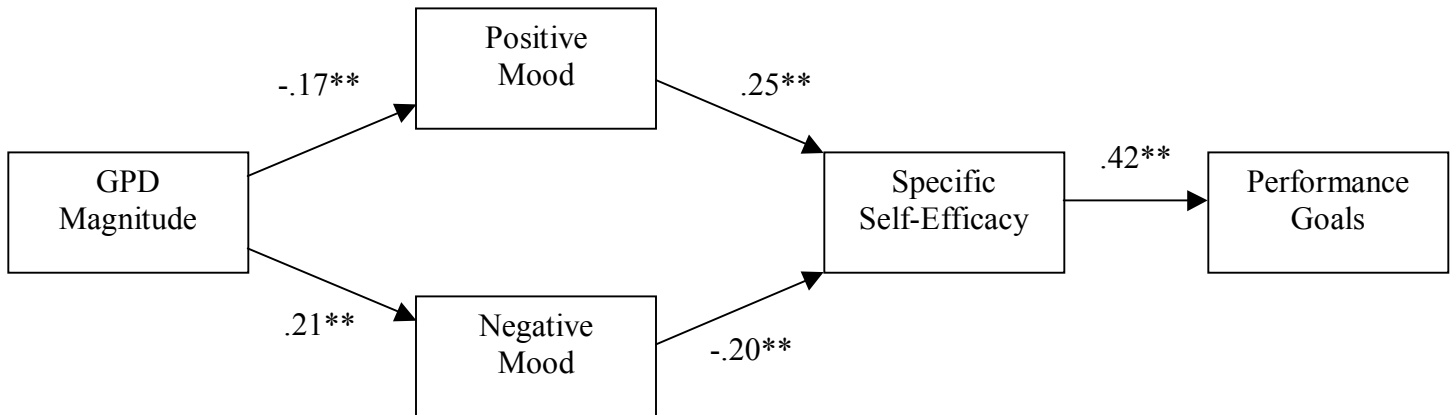 Positive
Mood
-.17**
.25**
GPD
Magnitude
Specific
Self-Efficacy
.42**
Performance
Goals
.21**
Negative
Mood
-.20**